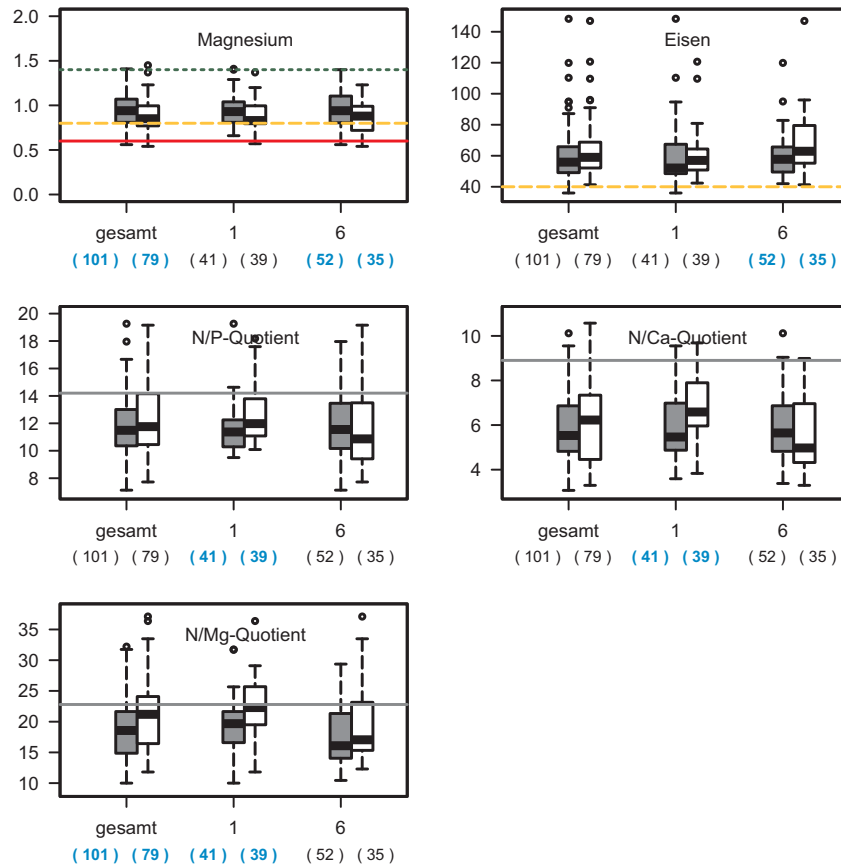 Magnesium
2.0
1.5
1.0
0.5
0.0
gesamt 1 6
( 101 ) ( 79 ) ( 41 ) ( 39 ) ( 52 ) ( 35 )
Eisen
140
120
100
80
60
40
gesamt 1 6
( 101 ) ( 79 ) ( 41 ) ( 39 ) ( 52 ) ( 35 )
N/P-Quotient
20
18
16
14
12
10
8
gesamt 1 6
( 101 ) ( 79 ) ( 41 ) ( 39 ) ( 52 ) ( 35 )
N/Ca-Quotient
10
8
6
4
gesamt 1 6
( 101 ) ( 79 ) ( 41 ) ( 39 ) ( 52 ) ( 35 )
N/Mg-Quotient
35
30
25
20
15
10
gesamt 1 6
( 101 ) ( 79 ) ( 41 ) ( 39 ) ( 52 ) ( 35 )